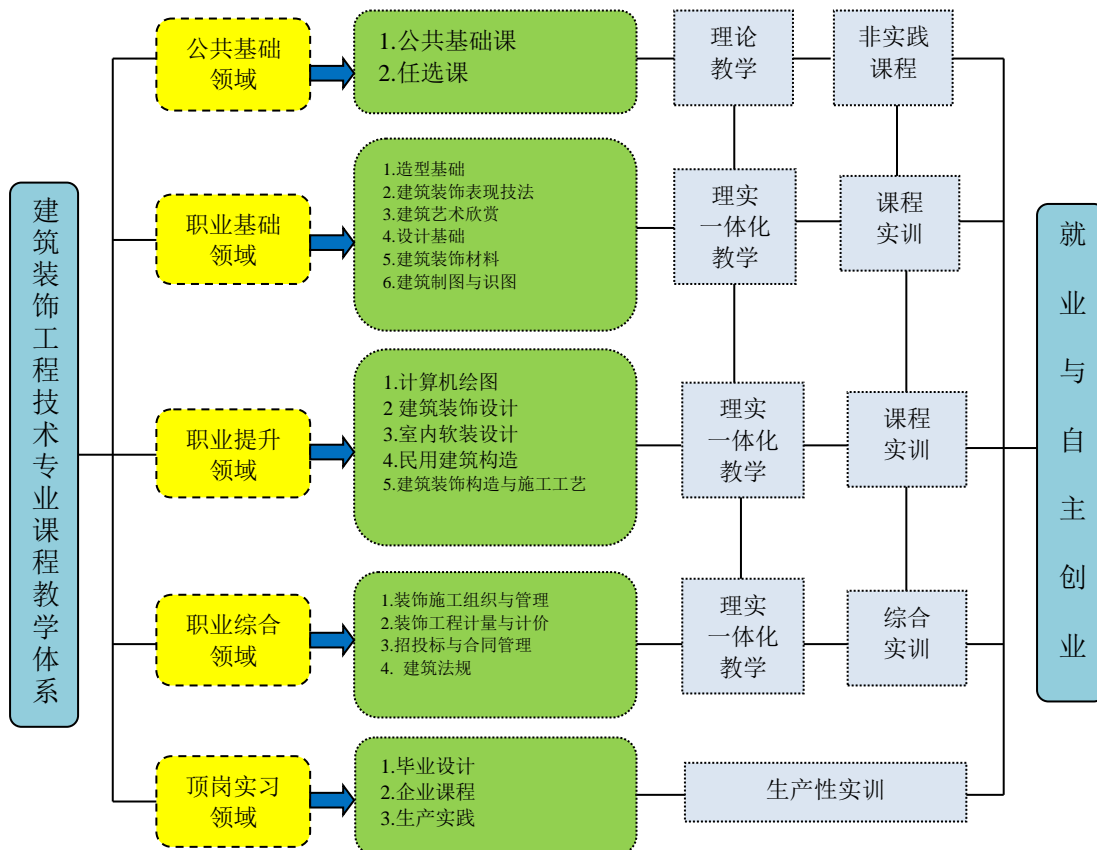 建筑装饰工程技术专业课程教学体系
公共基础
领域
1.公共基础课
2.任选课
理论
教学
非实践
课程
职业基础
领域
1.造型基础
2.建筑装饰表现技法
3.建筑艺术欣赏
4.设计基础
5.建筑装饰材料
6.建筑制图与识图
理实
一体化
教学
课程
实训
职业提升
领域
1.计算机绘图
2 建筑装饰设计
3.室内软装设计
4.民用建筑构造
5.建筑装饰构造与施工工艺
理实
一体化
教学
课程
实训
职业综合
领域
1.装饰施工组织与管理
2.装饰工程计量与计价
3.招投标与合同管理
4. 建筑法规
理实
一体化
教学
综合
实训
顶岗实习
领域
1.毕业设计
2.企业课程
3.生产实践
生产性实训
就业与自主创业